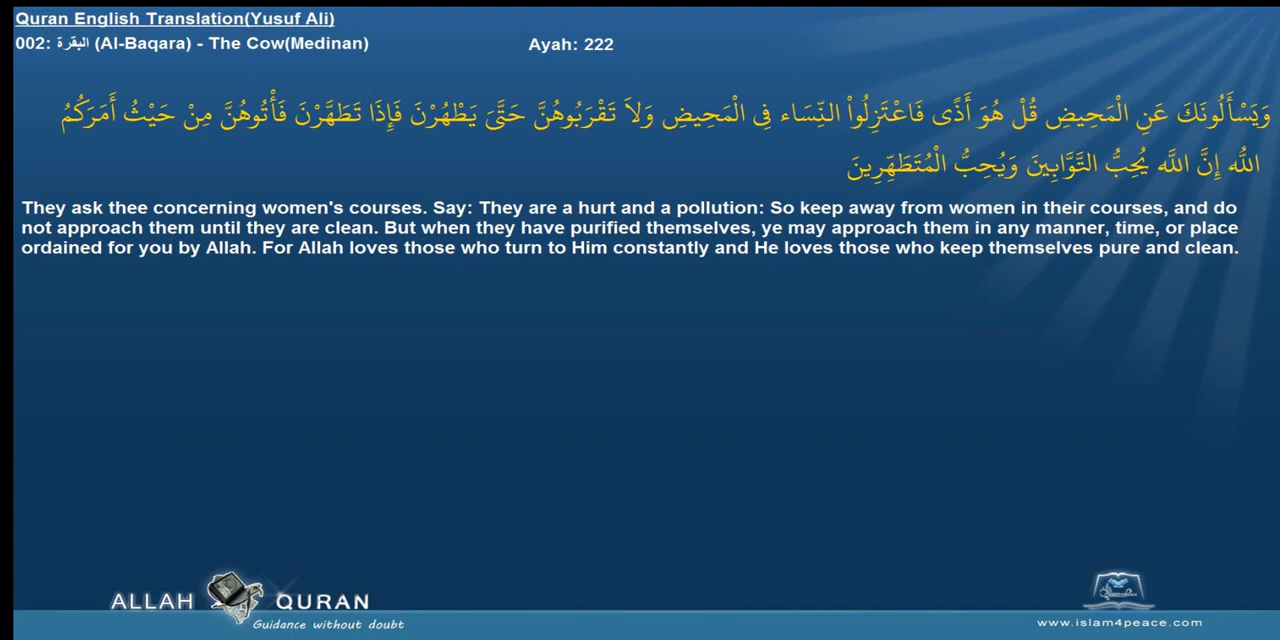 Quran English Translation(Yusuf Ali)
002: البقرة (Al-Baqara) - The Cow(Medinan) Ayah: 222
وَيَسْأَلُونَكَ عَنِ الْمَحِيضِ قُلْ هُوَ أَذًى فَاعْتَزِلُواْ النِّسَاء فِي الْمَحِيضِ وَلاَ تَقْرَبُوهُنَّ حَتَّىَ يَطْهُرْنَ فَإِذَا تَطَهَّرْنَ فَأْتُوهُنَّ مِنْ حَيْثُ أَمَرَكُمُ
اللّه إِنَّ اللّه يُحِبُّ التَّوَّابِينَ وَيُحِبُّ الْمُتَطَهِّرِينَ
They ask thee concerning women's courses. Say: They are a hurt and a pollution: So keep away from women in their courses, and do
not approach them until they are clean. But when they have purified themselves, ye may approach them in any manner, time, or place
ordained for you by Allah. For Allah loves those who turn to Him constantly and He loves those who keep themselves pure and clean.
ALLAH QURAN
Guidance without doubt
www.islam4peace.com